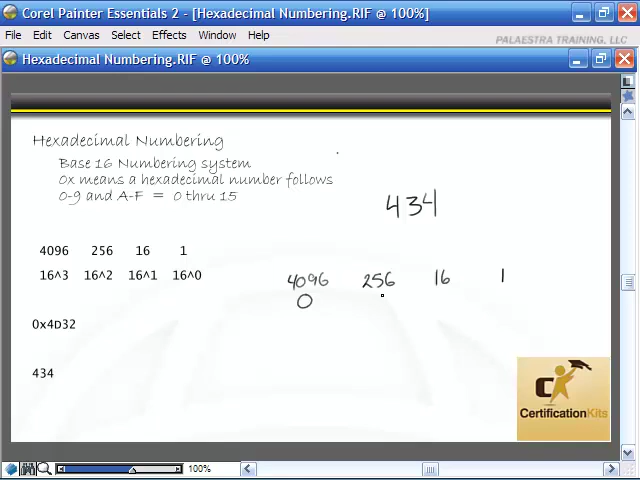 Corel Painter Essentials 2 - [Hexadecimal Numbering.RIF @ 100%]
File Edit Canvas Select Effects Window Help
PALAESTRA TRAINING, LLC
Hexadecimal Numbering.RIF @ 100%
Hexadecimal Numbering
Base 16 Numbering system
0x means a hexadecimal number follows
0-9 and A-F = 0 thru 15
434
4096 256 16 1
16^3 16^2 16^1 16^0
4096 256 16 1
0
0x4D32
434
CK
CertificationKits
100%